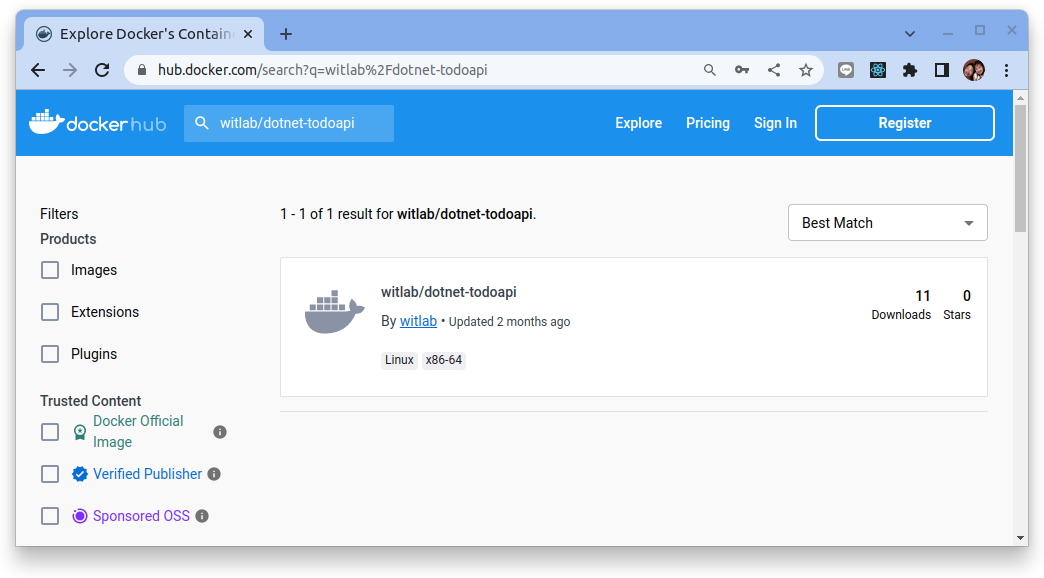 Explore Docker's Contain
hub.docker.com/search?q=witlab%2Fdotnet-todoapi
docker hub
witlab/dotnet-todoapi
Explore
Pricing
Sign In
Register
Filters
Products
Images
Extensions
Plugins
Trusted Content
Docker Official
Image
Verified Publisher
Sponsored OSS
1 - 1 of 1 result for witlab/dotnet-todoapi.
Best Match
witlab/dotnet-todoapi
By witlab • Updated 2 months ago
Linux x86-64
11 0
Downloads Stars